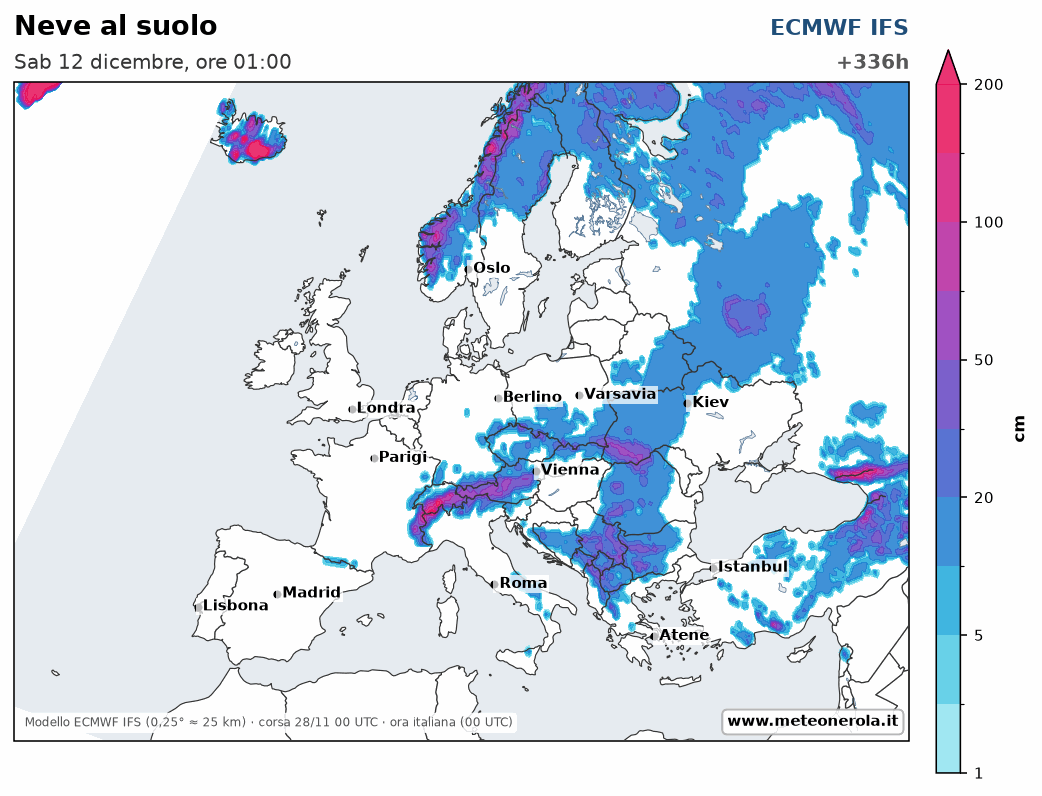 Neve al suolo
ECMWF IFS
Sab 12 dicembre, ore 01:00
+336h
200
100
50
20
5
1
cm
Oslo
Londra
Berlino
Varsavia
Kiev
Parigi
Vienna
Istanbul
Roma
Madrid
Lisbona
Atene
Modello ECMWF IFS (0,25° ≈ 25 km) · corsa 28/11 00 UTC · ora italiana (00 UTC)
www.meteonerola.it